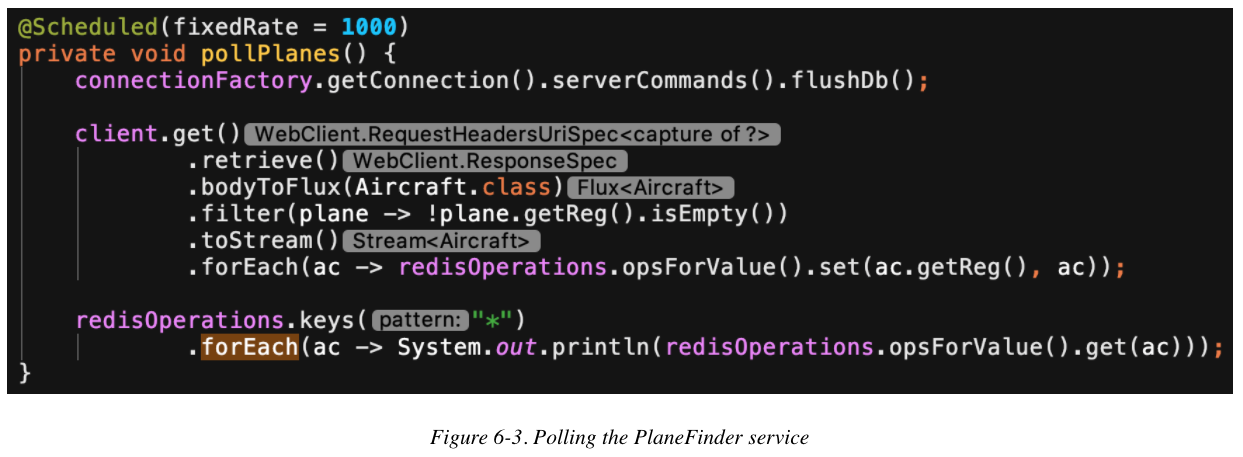 @Scheduled(fixedRate = 1000)
private void pollPlanes() {
    connectionFactory.getConnection().serverCommands().flushDb();

    client.get() WebClient.RequestHeadersUriSpec<capture of ?>
            .retrieve() WebClient.ResponseSpec
            .bodyToFlux(Aircraft.class) Flux<Aircraft>
            .filter(plane -> !plane.getReg().isEmpty())
            .toStream() Stream<Aircraft>
            .forEach(ac -> redisOperations.opsForValue().set(ac.getReg(), ac));

    redisOperations.keys( pattern: "*")
            .forEach(ac -> System.out.println(redisOperations.opsForValue().get(ac)));
}
Figure 6-3. Polling the PlaneFinder service